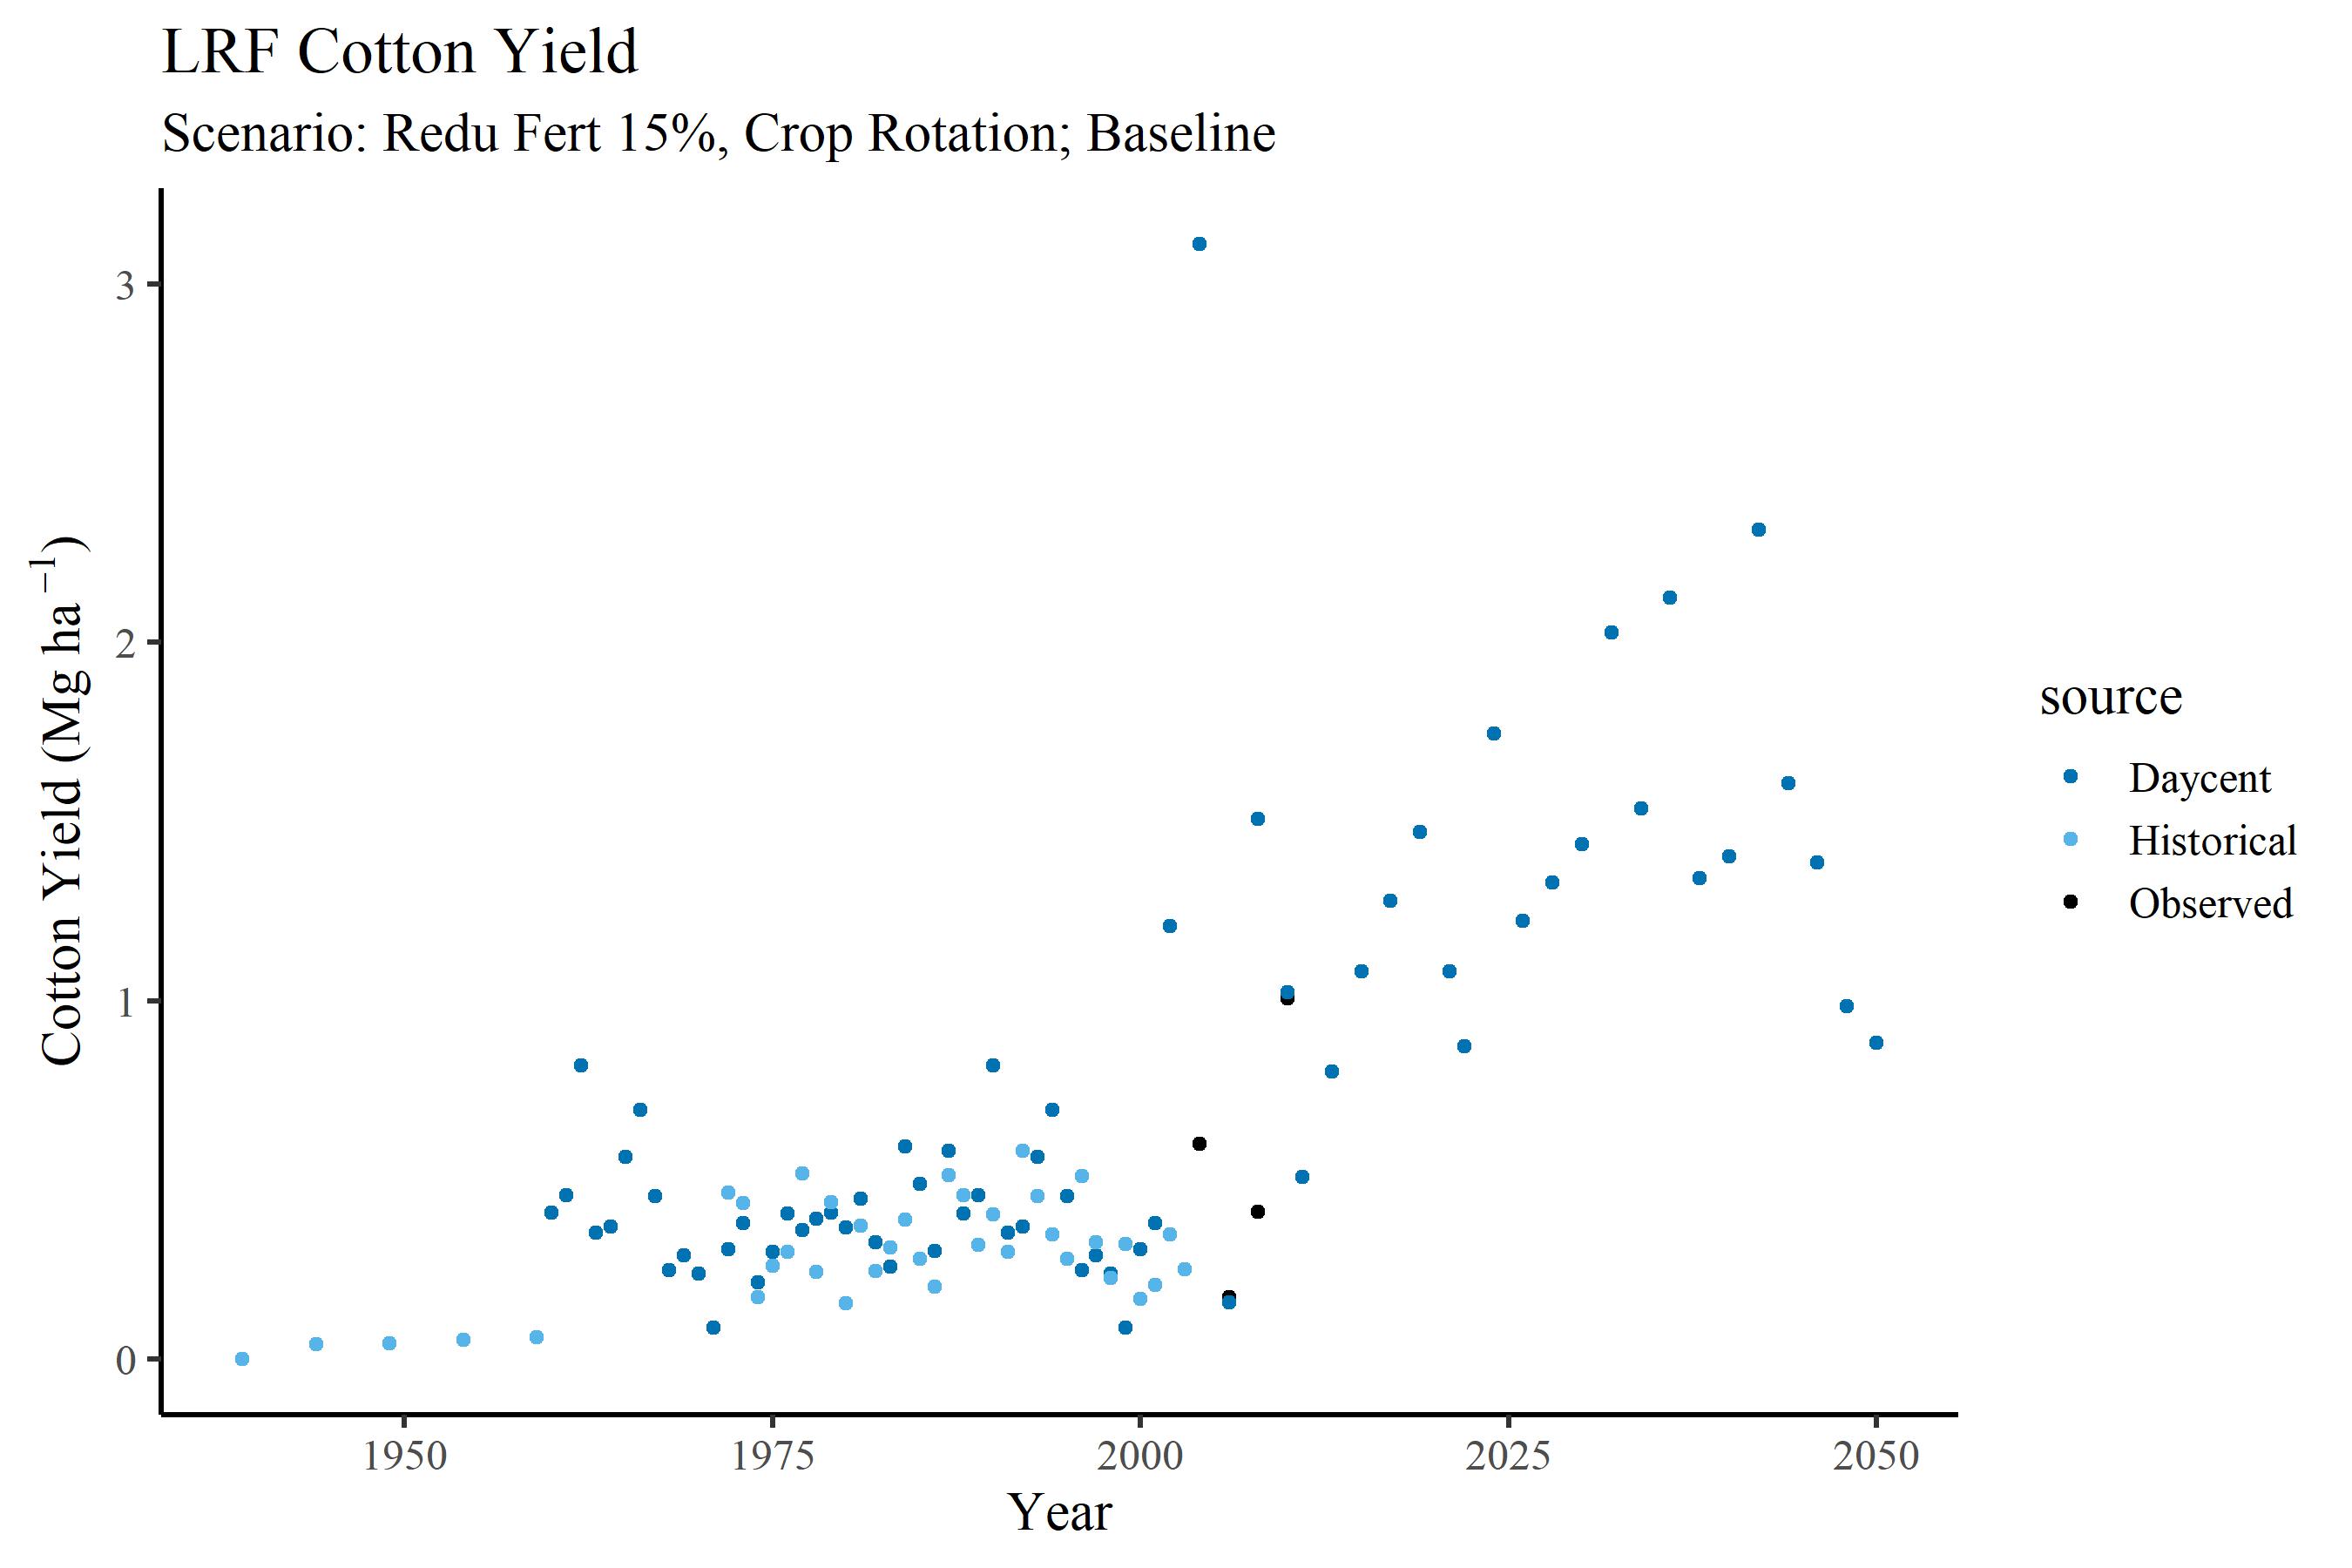 LRF Cotton Yield
Scenario: Redu Fert 15%, Crop Rotation; Baseline
Cotton Yield (Mg ha −1)
3
2
1
0
1950 1975 2000 2025 2050
Year
source
Daycent
Historical
Observed